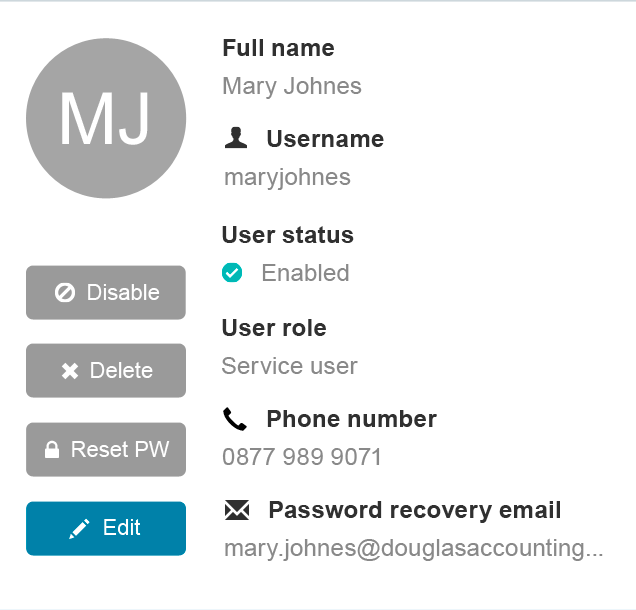 MJ
Full name
Mary Johnes
Username
maryjohnes
User status
Enabled
User role
Service user
Phone number
0877 989 9071
Password recovery email
mary.johnes@douglasaccounting...
Disable
Delete
Reset PW
Edit